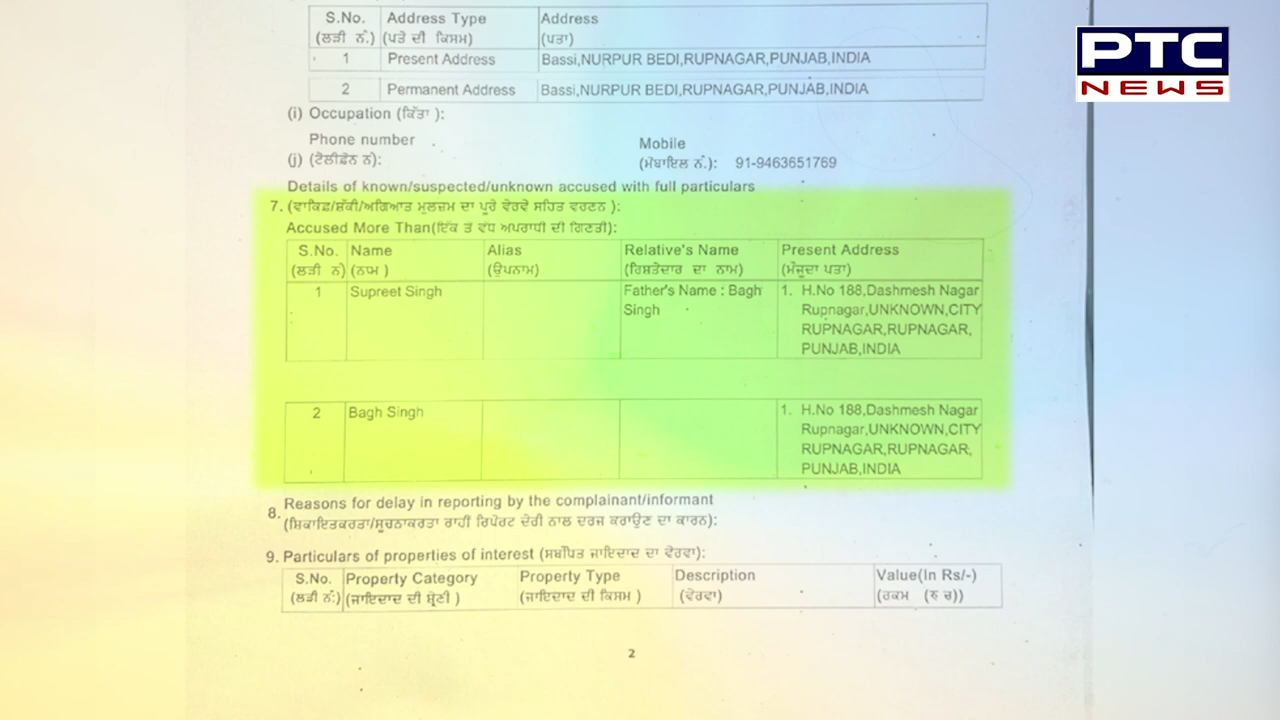 PTC
NEWS
S.No. Address Type Address
(ਲੜੀ ਨੰ.) (ਪਤੇ ਦੀ ਕਿਸਮ) (ਪਤਾ)
1 Present Address Bassi,NURPUR BEDI,RUPNAGAR,PUNJAB,INDIA
2 Permanent Address Bassi,NURPUR BEDI,RUPNAGAR,PUNJAB,INDIA
(i) Occupation (ਕਿੱਤਾ ):
Phone number Mobile
(j) (ਟੈਲੀਫ਼ੋਨ ਨੰ): (ਮੋਬਾਇਲ ਨੰ.): 91-9463651769
Details of known/suspected/unknown accused with full particulars
7. (ਵਾਕਿਫ਼/ਸ਼ੱਕੀ/ਅਗਿਆਤ ਮੁਲਜ਼ਮ ਦਾ ਪੂਰੇ ਵੇਰਵੇ ਸਹਿਤ ਵਰਣਨ ):
Accused More Than(ਇੱਕ ਤੋਂ ਵੱਧ ਅਪਰਾਧੀ ਦੀ ਗਿਣਤੀ):
S.No. Name Alias Relative's Name Present Address
(ਲੜੀ ਨੰ) (ਨਾਮ ) (ਉਪਨਾਮ) (ਰਿਸ਼ਤੇਦਾਰ ਦਾ ਨਾਮ) (ਮੌਜੂਦਾ ਪਤਾ)
1 Supreet Singh Father's Name : Bagh 1. H.No 188,Dashmesh Nagar
Singh Rupnagar,UNKNOWN,CITY
RUPNAGAR,RUPNAGAR,
PUNJAB,INDIA
2 Bagh Singh 1. H.No 188,Dashmesh Nagar
Rupnagar,UNKNOWN,CITY
RUPNAGAR,RUPNAGAR,
PUNJAB,INDIA
Reasons for delay in reporting by the complainant/informant
8. (ਸ਼ਿਕਾਇਤਕਰਤਾ/ਸੂਚਨਾਕਰਤਾ ਰਾਹੀਂ ਰਿਪੋਰਟ ਦੇਰੀ ਨਾਲ ਦਰਜ ਕਰਾਉਣ ਦਾ ਕਾਰਨ):
9. Particulars of properties of interest (ਸਬੰਧਿਤ ਜਾਇਦਾਦ ਦਾ ਵੇਰਵਾ):
S.No. Property Category Property Type Description Value(In Rs/-)
(ਲੜੀ ਨੰ:) (ਜਾਇਦਾਦ ਦੀ ਸ਼੍ਰੇਣੀ ) (ਜਾਇਦਾਦ ਦੀ ਕਿਸਮ ) (ਵੇਰਵਾ) (ਰਕਮ (ਰੁ ਚ))
2